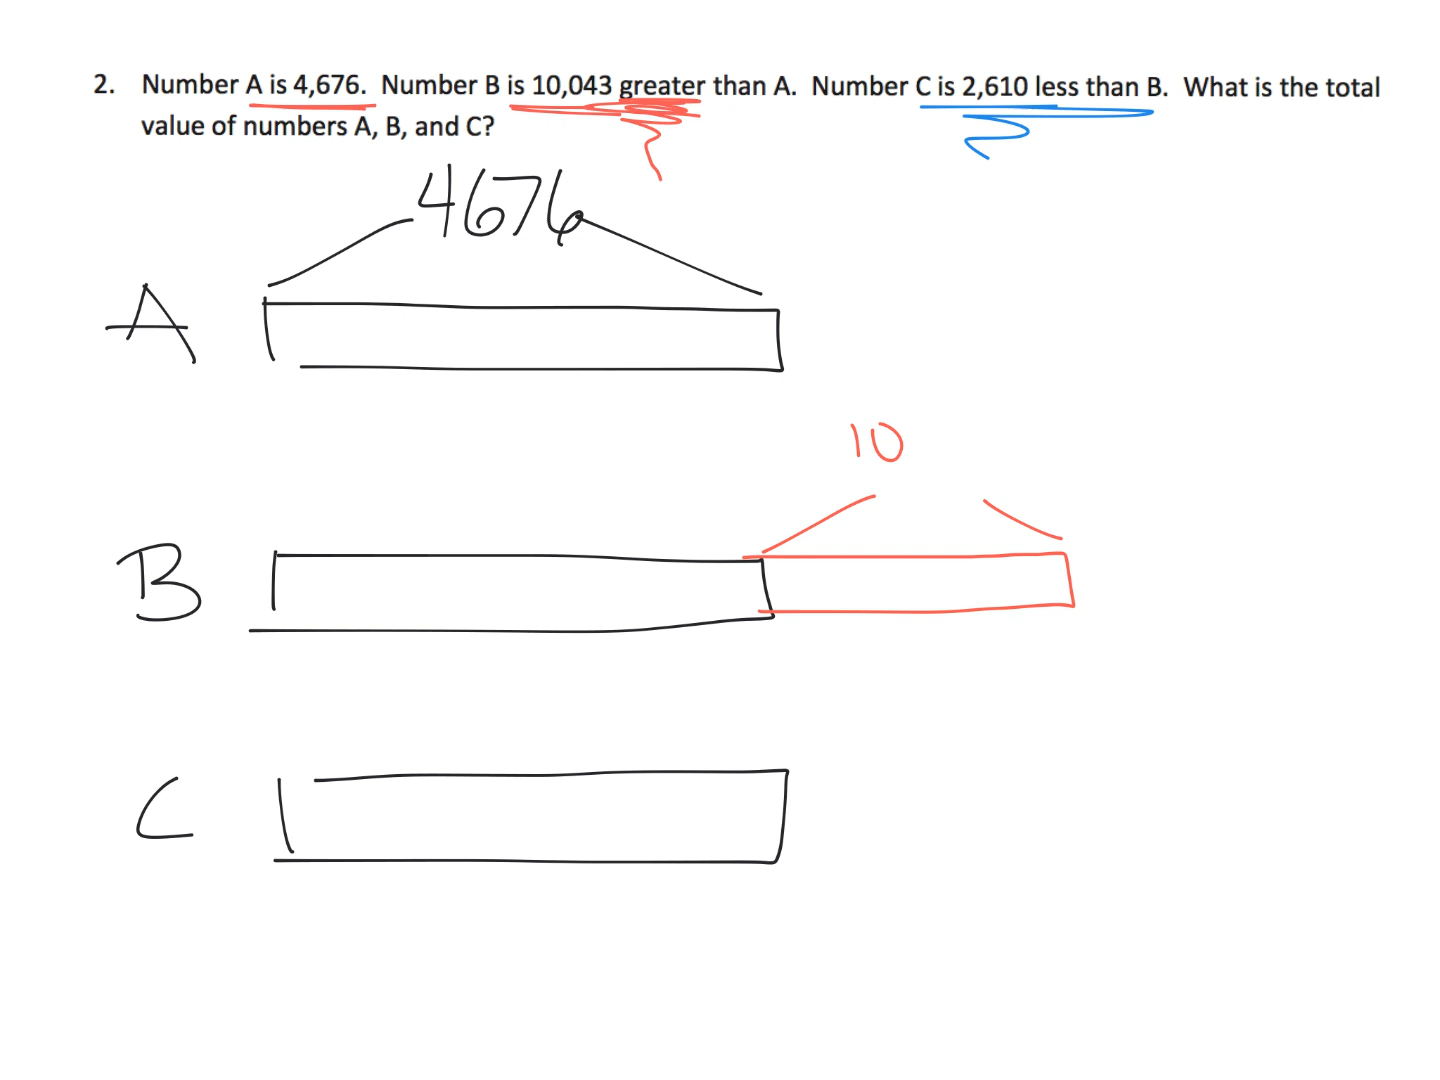 2. Number A is 4,676. Number B is 10,043 greater than A. Number C is 2,610 less than B. What is the total
value of numbers A, B, and C?
4676
A
10
B
C